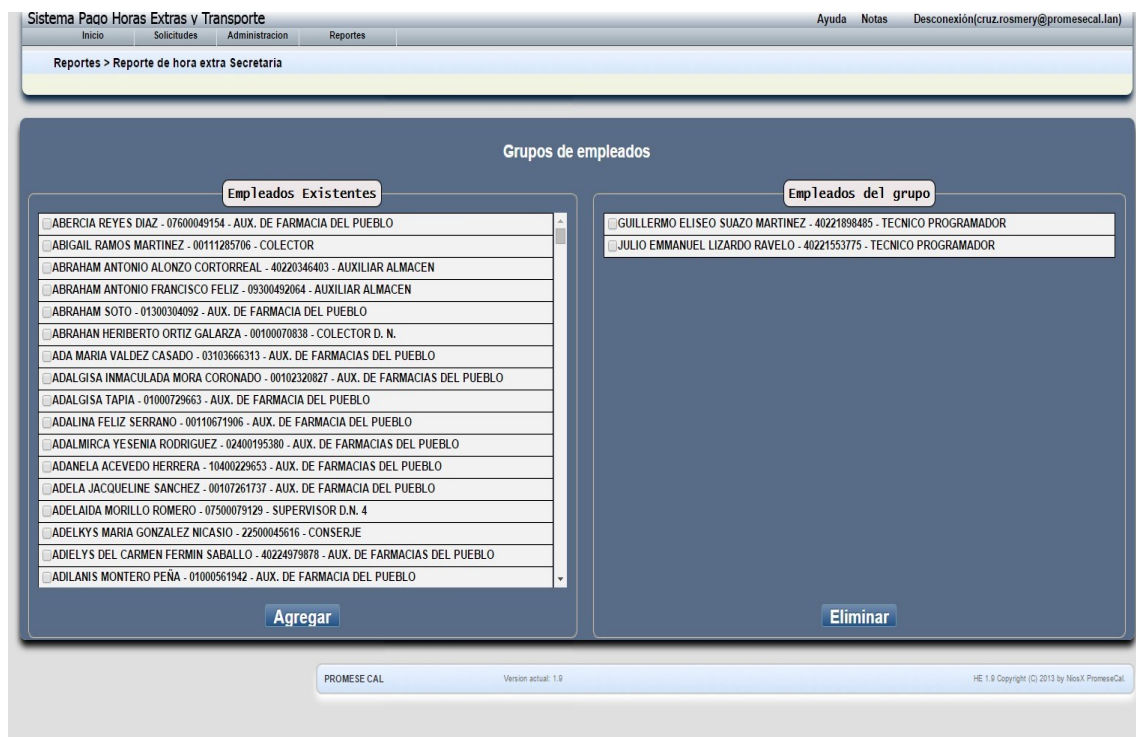 Sistema Pago Horas Extras y Transporte
Ayuda Notas Desconexión(cruz.rosmery@promesecal.lan)
Inicio Solicitudes Administracion Reportes
Reportes > Reporte de hora extra Secretaria
Grupos de empleados
Empleados Existentes
ABERCIA REYES DIAZ - 07600049154 - AUX. DE FARMACIA DEL PUEBLO
ABIGAIL RAMOS MARTINEZ - 00111285706 - COLECTOR
ABRAHAM ANTONIO ALONZO CORTORREAL - 40220346403 - AUXILIAR ALMACEN
ABRAHAM ANTONIO FRANCISCO FELIZ - 09300492064 - AUXILIAR ALMACEN
ABRAHAM SOTO - 01300304092 - AUX. DE FARMACIA DEL PUEBLO
ABRAHAN HERIBERTO ORTIZ GALARZA - 00100070838 - COLECTOR D. N.
ADA MARIA VALDEZ CASADO - 03103666313 - AUX. DE FARMACIAS DEL PUEBLO
ADALGISA INMACULADA MORA CORONADO - 00102320827 - AUX. DE FARMACIAS DEL PUEBLO
ADALGISA TAPIA - 01000729663 - AUX. DE FARMACIA DEL PUEBLO
ADALINA FELIZ SERRANO - 00110671906 - AUX. DE FARMACIA DEL PUEBLO
ADALMIRCA YESENIA RODRIGUEZ - 02400195380 - AUX. DE FARMACIAS DEL PUEBLO
ADANELA ACEVEDO HERRERA - 10400229653 - AUX. DE FARMACIAS DEL PUEBLO
ADELA JACQUELINE SANCHEZ - 00107261737 - AUX. DE FARMACIA DEL PUEBLO
ADELAIDA MORILLO ROMERO - 07500079129 - SUPERVISOR D.N. 4
ADELKYS MARIA GONZALEZ NICASIO - 22500045616 - CONSERJE
ADIELYS DEL CARMEN FERMIN SABALLO - 40224979878 - AUX. DE FARMACIAS DEL PUEBLO
ADILANIS MONTERO PEÑA - 01000561942 - AUX. DE FARMACIA DEL PUEBLO
Agregar
Empleados del grupo
GUILLERMO ELISEO SUAZO MARTINEZ - 40221898485 - TECNICO PROGRAMADOR
JULIO EMMANUEL LIZARDO RAVELO - 40221553775 - TECNICO PROGRAMADOR
Eliminar
PROMESE CAL Version actual: 1.9 HE 1.9 Copyright (C) 2013 by NiosX PromeseCal.